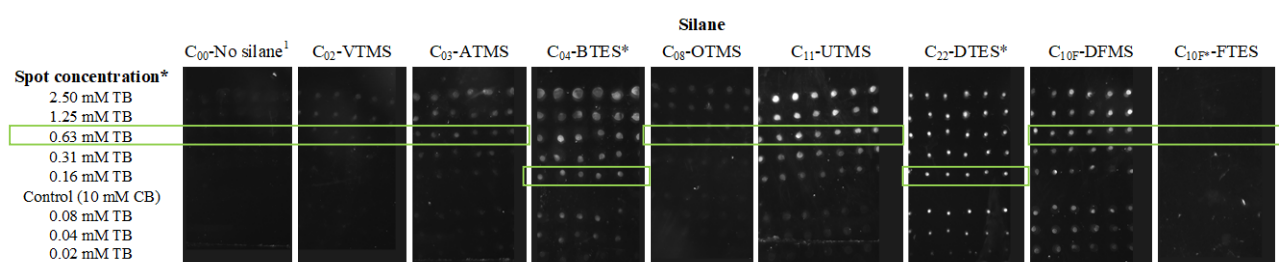 Silane
C₀₀-No silane¹ C₀₂-VTMS C₀₃-ATMS C₀₄-BTES* C₀₈-OTMS C₁₁-UTMS C₂₂-DTES* C₁₀F-DFMS C₁₀F*-FTES
Spot concentration*
2.50 mM TB
1.25 mM TB
0.63 mM TB
0.31 mM TB
0.16 mM TB
Control (10 mM CB)
0.08 mM TB
0.04 mM TB
0.02 mM TB